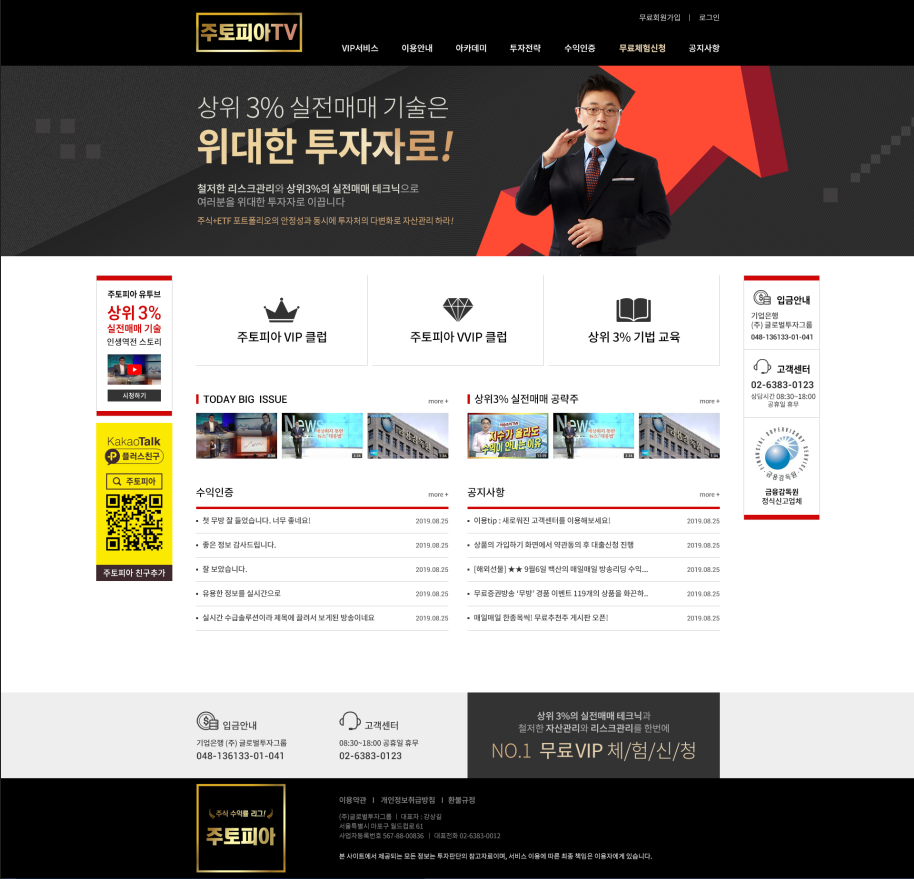 주토피아TV
무료회원가입 | 로그인
VIP서비스 이용안내 아카데미 투자전략 수익인증 무료체험신청 공지사항
상위 3% 실전매매 기술은
위대한 투자자로!
철저한 리스크관리와 상위3%의 실전매매 테크닉으로
여러분을 위대한 투자자로 이끕니다
주식+ETF 포트폴리오의 안정성과 동시에 투자처의 다변화로 자산관리 하라!
주토피아 유투브
상위 3%
실전매매 기술
인생역전 스토리
시청하기
KakaoTalk
플러스친구
주토피아
주토피아 친구추가
주토피아 VIP 클럽
주토피아 VVIP 클럽
상위 3% 기법 교육
입금안내
기업은행
(주) 글로벌투자그룹
048-136133-01-041
고객센터
02-6383-0123
상담시간 08:30~18:00
공휴일 휴무
금융감독원
금융감독원
정식신고업체
TODAY BIG ISSUE
more +
News
상위3% 실전매매 공략주
more +
지수가 올라도
수익이 안나는 이유
News
수익인증
more +
• 첫 무방 잘 들었습니다. 너무 좋네요! 2019.08.25
• 좋은 정보 감사드립니다. 2019.08.25
• 잘 보았습니다. 2019.08.25
• 유용한 정보를 실시간으로 2019.08.25
• 실시간 수급솔루션이라 제목에 끌려서 보게된 방송이네요 2019.08.25
공지사항
more +
• 이용tip : 새로워진 고객센터를 이용해보세요! 2019.08.25
• 상품의 가입하기 화면에서 약관동의 후 대출신청 진행 2019.08.25
• [해외선물] ★★ 9월6일 백산의 매일매일 방송리딩 수익... 2019.08.25
• 무료증권방송 '무방' 경품 이벤트 119개의 상품을 화끈하.. 2019.08.25
• 매일매일 한종목씩! 무료추천주 게시판 오픈! 2019.08.25
입금안내
기업은행 (주) 글로벌투자그룹
048-136133-01-041
고객센터
08:30~18:00 공휴일 휴무
02-6383-0123
상위 3%의 실전매매 테크닉과
철저한 자산관리와 리스크관리를 한번에
NO.1 무료VIP 체/험/신/청
주식 수익률 리그!
주토피아
이용약관 | 개인정보취급방침 | 환불규정
(주)글로벌투자그룹 | 대표자 : 강상길
서울특별시 마포구 월드컵로 61
사업자등록번호 567-88-00836 | 대표전화 02-6383-0012
본 사이트에서 제공되는 모든 정보는 투자판단의 참고자료이며, 서비스 이용에 따른 최종 책임은 이용자에게 있습니다.